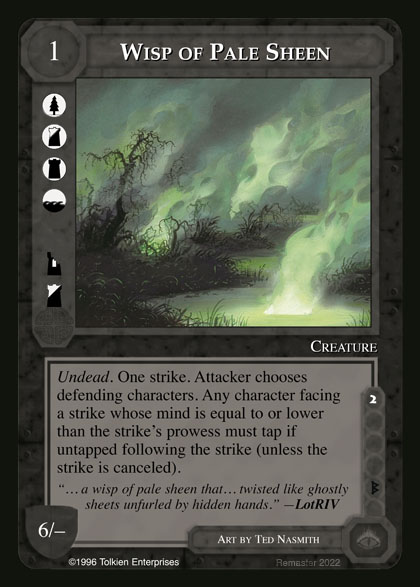 1
WISP OF PALE SHEEN
CREATURE
Undead. One strike. Attacker chooses
defending characters. Any character facing
a strike whose mind is equal to or lower
than the strike's prowess must tap if
untapped following the strike (unless the
strike is canceled).
2
“… a wisp of pale sheen that… twisted like ghostly
sheets unfurled by hidden hands.” —LotRIV
6/–
ART BY TED NASMITH
©1996 Tolkien Enterprises
Remaster 2022